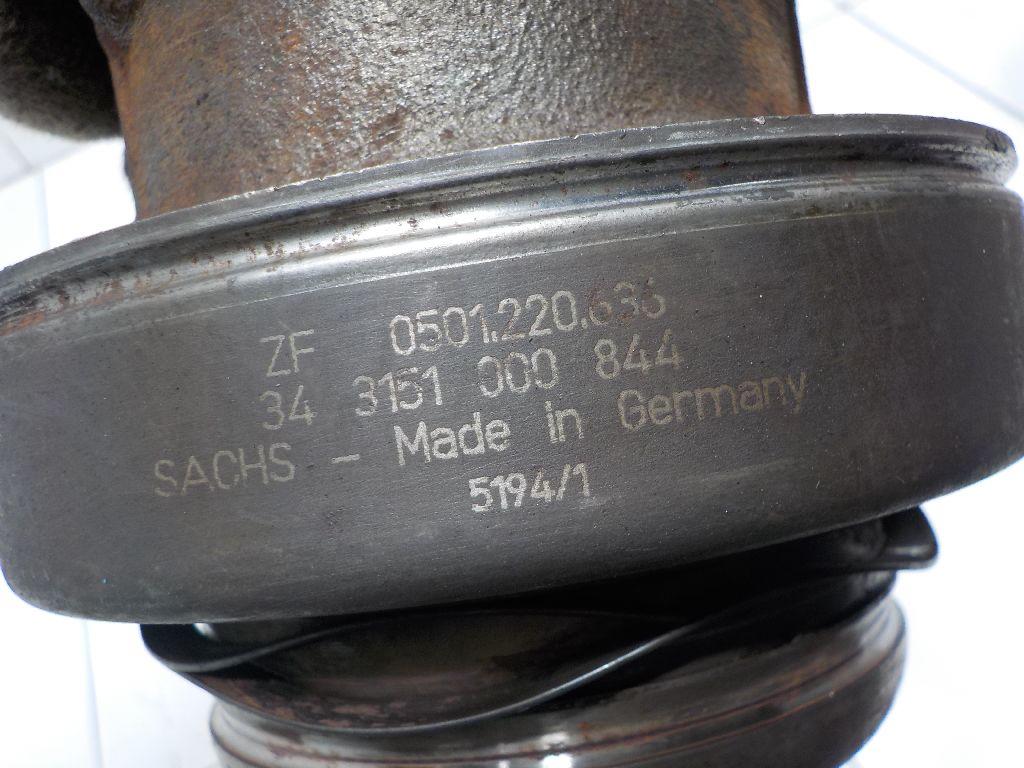 ZF 0501.220.636
34 3151 000 844
SACHS - Made in Germany
5194/1